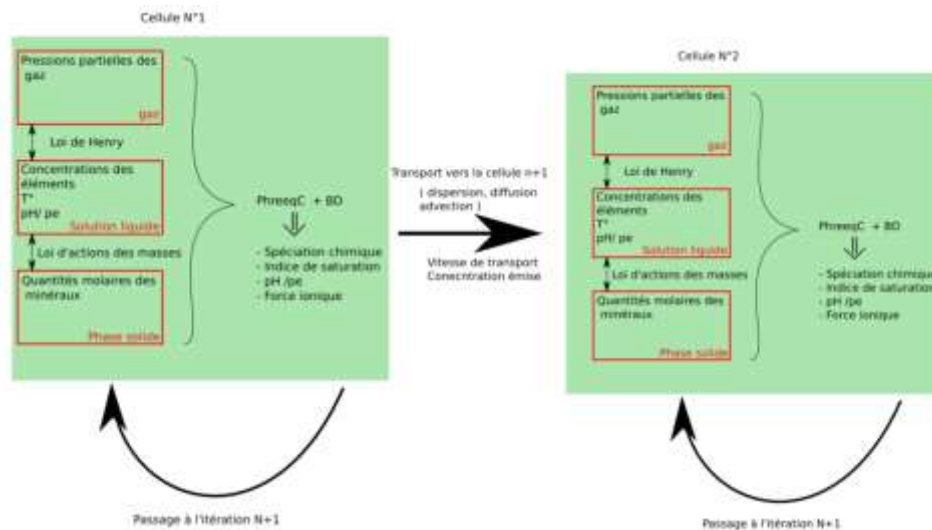 Cellule N°1
Pressions partielles des
gaz
gaz
Loi de Henry
Concentrations des
éléments
T°
pH/ pe
Solution liquide
Loi d'actions des masses
Quantités molaires des
minéraux
Phase solide
PhreeqC + BD
- Spéciation chimique
- Indice de saturation
- pH /pe
- Force ionique
Passage à l'itération N+1
Transport vers la cellule n+1
( dispersion, diffusion
advection )
Vitesse de transport
Conecntration émise
Cellule N°2
Pressions partielles des
gaz
gaz
Loi de Henry
Concentrations des
éléments
T°
pH/ pe
Solution liquide
Loi d'actions des masses
Quantités molaires des
minéraux
Phase solide
PhreeqC + BD
- Spéciation chimique
- Indice de saturation
- pH /pe
- Force ionique
Passage à l'itération N+1